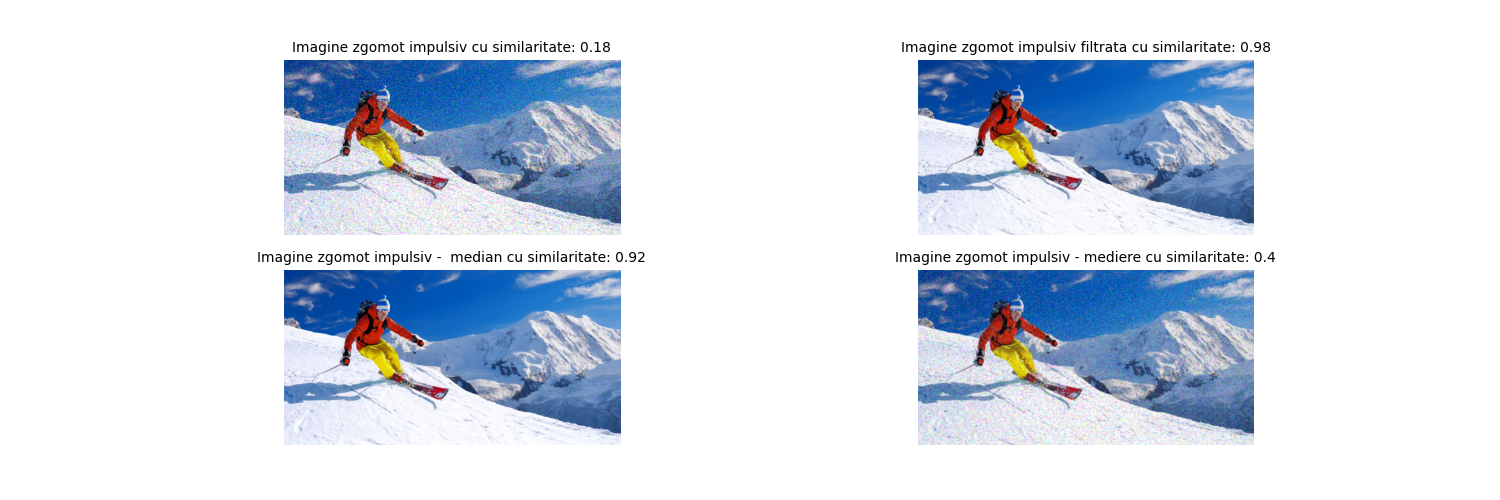 Imagine zgomot impulsiv cu similaritate: 0.18
Imagine zgomot impulsiv filtrata cu similaritate: 0.98
Imagine zgomot impulsiv -  median cu similaritate: 0.92
Imagine zgomot impulsiv - mediere cu similaritate: 0.4